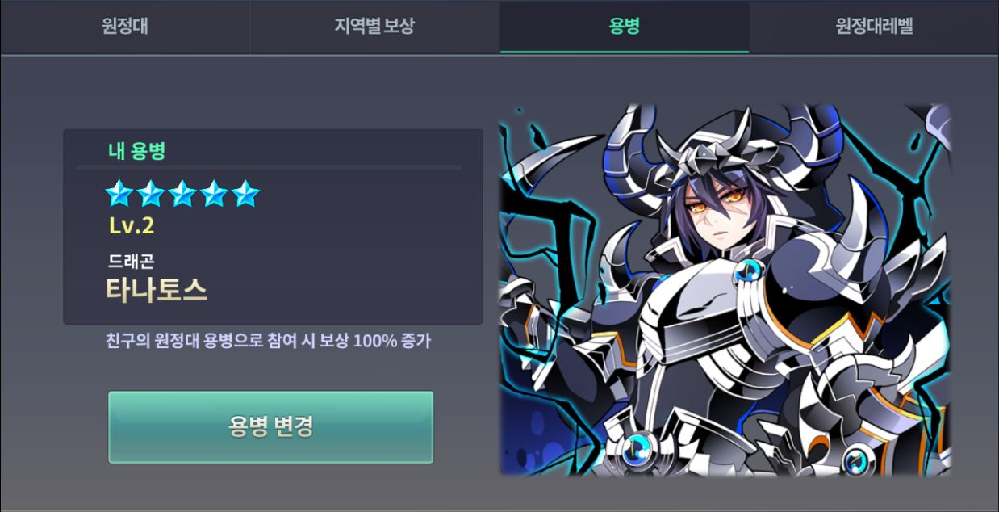 원정대
지역별 보상
용병
원정대레벨
내 용병
Lv.2
드래곤
타나토스
친구의 원정대 용병으로 참여 시 보상 100% 증가
용병 변경